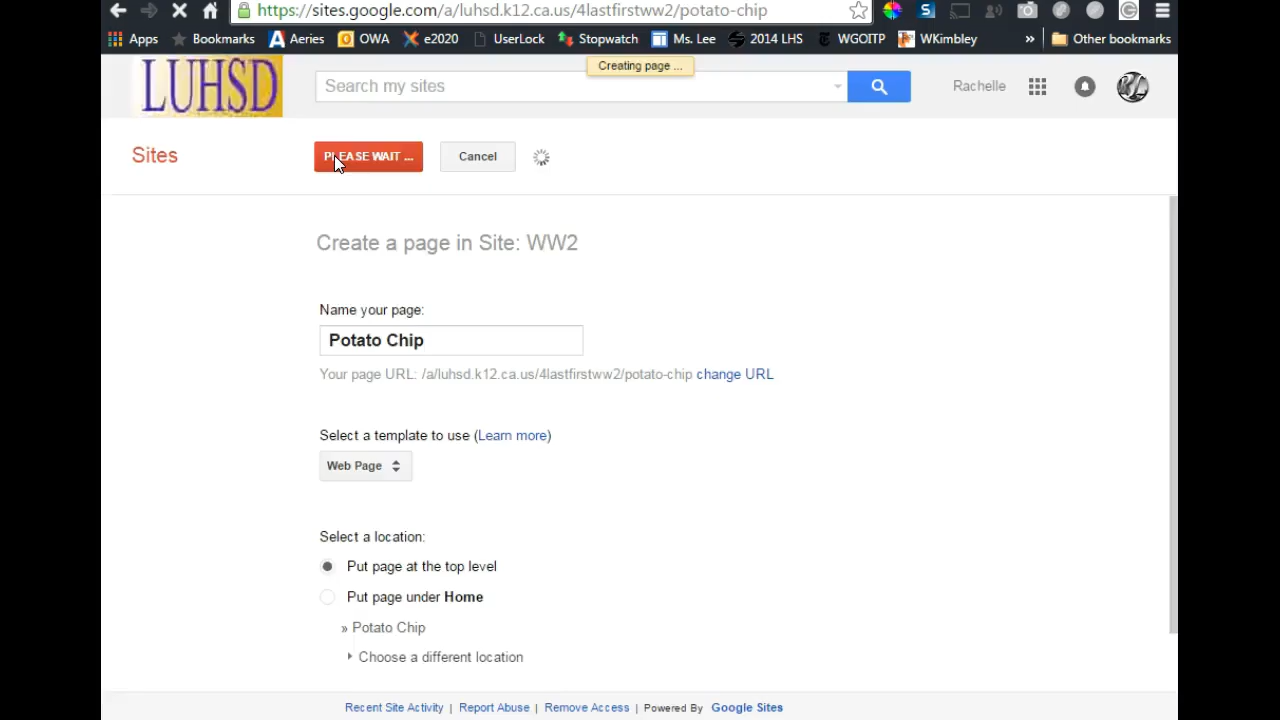 https://sites.google.com/a/luhsd.k12.ca.us/4lastfirstww2/potato-chip
Apps Bookmarks Aeries OWA e2020 UserLock Stopwatch Ms. Lee 2014 LHS WGOITP WKimbley » Other bookmarks
Creating page ...
LUHSD Search my sites Rachelle
Sites PLEASE WAIT ... Cancel
Create a page in Site: WW2
Name your page:
Potato Chip
Your page URL: /a/luhsd.k12.ca.us/4lastfirstww2/potato-chip change URL
Select a template to use (Learn more)
Web Page
Select a location:
Put page at the top level
Put page under Home
» Potato Chip
Choose a different location
Recent Site Activity | Report Abuse | Remove Access | Powered By Google Sites